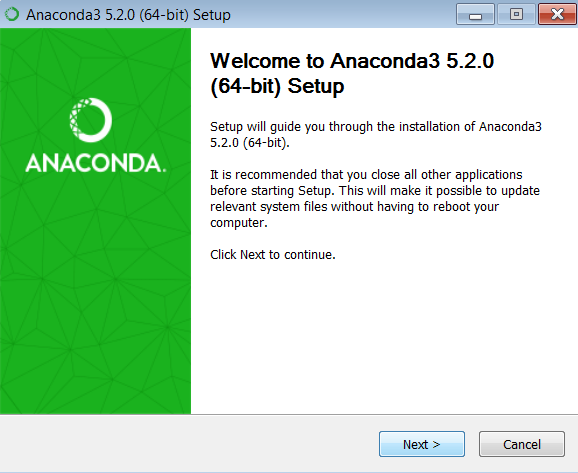 Anaconda3 5.2.0 (64-bit) Setup
Welcome to Anaconda3 5.2.0
(64-bit) Setup
ANACONDA.
Setup will guide you through the installation of Anaconda3
5.2.0 (64-bit).
It is recommended that you close all other applications
before starting Setup. This will make it possible to update
relevant system files without having to reboot your
computer.
Click Next to continue.
Next >
Cancel